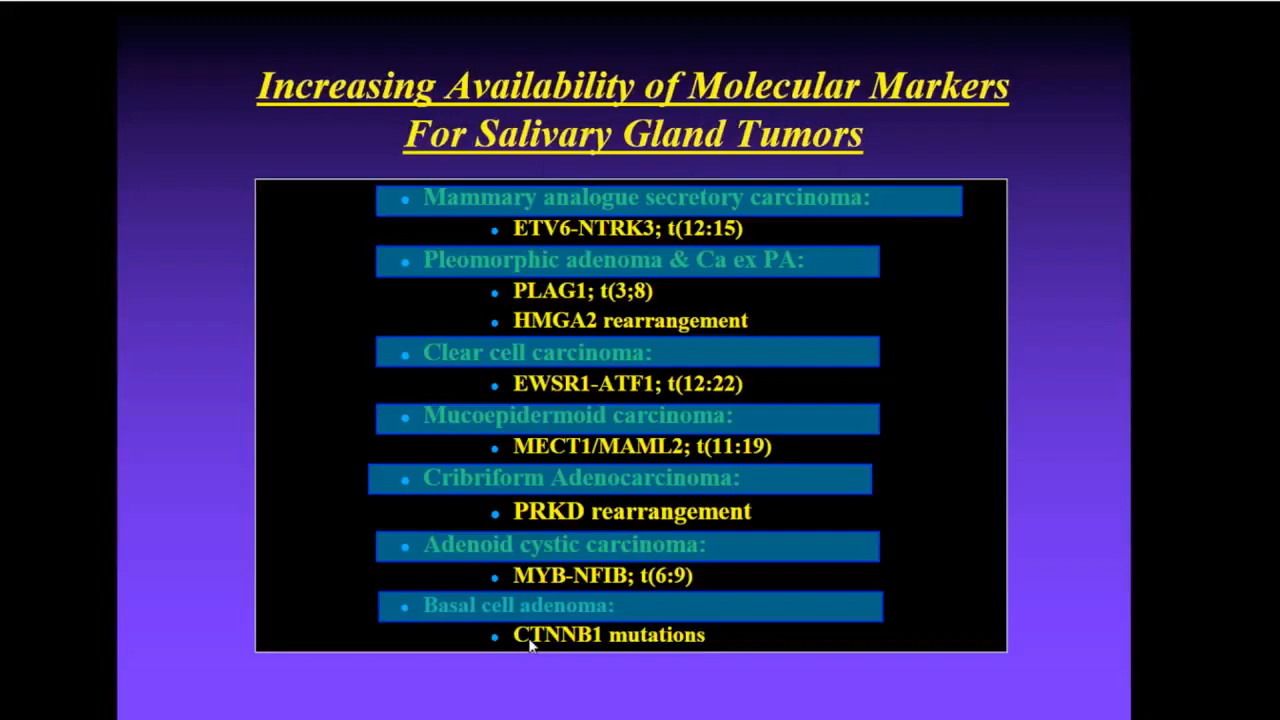 Increasing Availability of Molecular Markers
For Salivary Gland Tumors
• Mammary analogue secretory carcinoma:
• ETV6-NTRK3; t(12:15)
• Pleomorphic adenoma & Ca ex PA:
• PLAG1; t(3;8)
• HMGA2 rearrangement
• Clear cell carcinoma:
• EWSR1-ATF1; t(12:22)
• Mucoepidermoid carcinoma:
• MECT1/MAML2; t(11:19)
• Cribriform Adenocarcinoma:
• PRKD rearrangement
• Adenoid cystic carcinoma:
• MYB-NFIB; t(6:9)
• Basal cell adenoma:
• CTNNB1 mutations